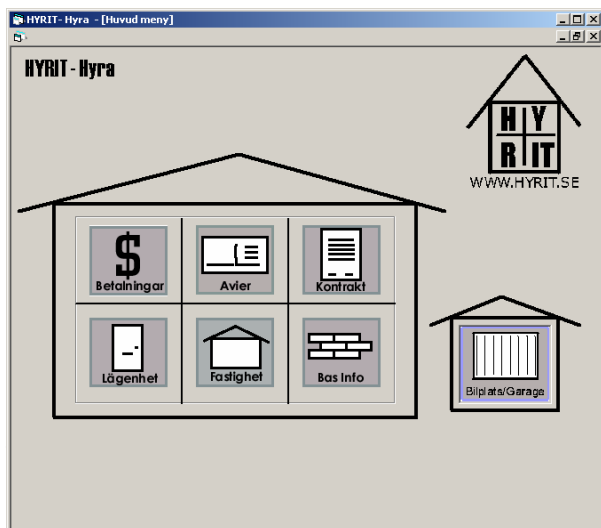 HYRIT- Hyra - [Huvud meny]
HYRIT - Hyra
H Y
R IT
WWW.HYRIT.SE
$
Betalningar
Avier
Kontrakt
Lägenhet
Fastighet
Bas Info
Bilplats/Garage